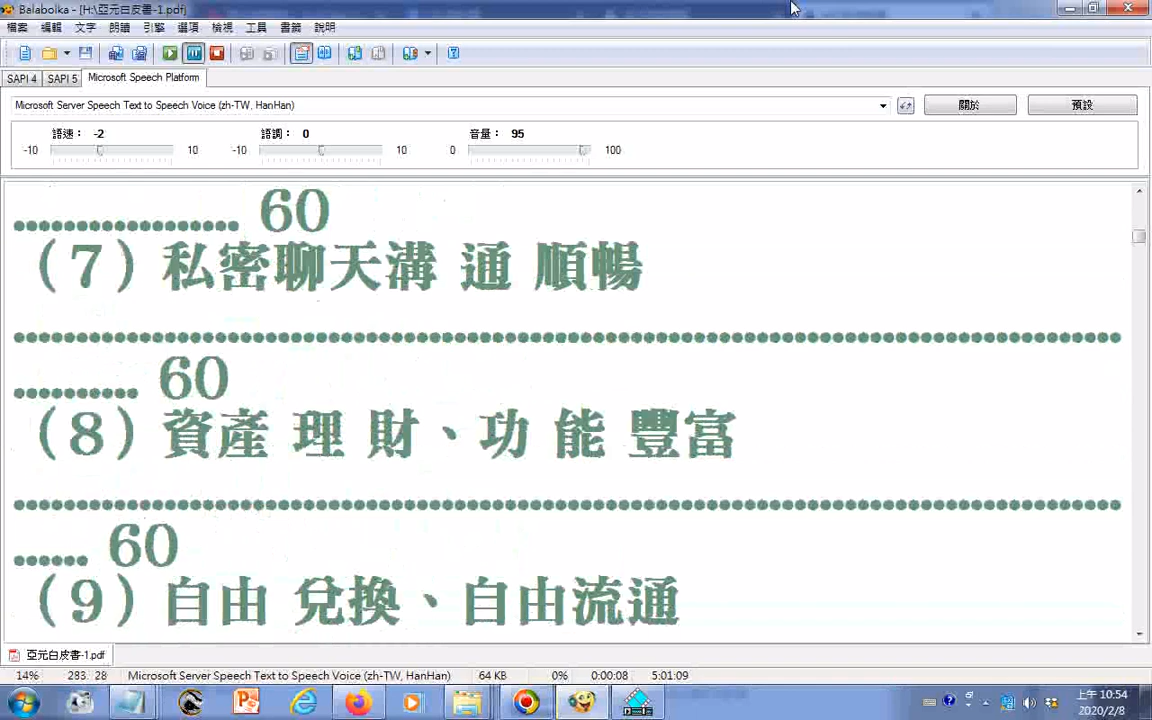 Balabolka - [H:\亞元白皮書-1.pdf]
檔案 編輯 文字 朗讀 引擎 選項 檢視 工具 書籤 說明
SAPI 4 SAPI 5 Microsoft Speech Platform
Microsoft Server Speech Text to Speech Voice (zh-TW, HanHan) 關於 預設
語速： -2 語調： 0 音量： 95
-10 10 -10 10 0 100
.................. 60
（7）私密聊天溝 通 順暢
........................................................................................
.......... 60
（8）資產 理 財、功 能 豐富
........................................................................................
...... 60
（9）自由 兌換、自由流通
亞元白皮書-1.pdf
14% 283: 28 Microsoft Server Speech Text to Speech Voice (zh-TW, HanHan) 64 KB 0% 0:00:08 5:01:09
上午 10:54
2020/2/8